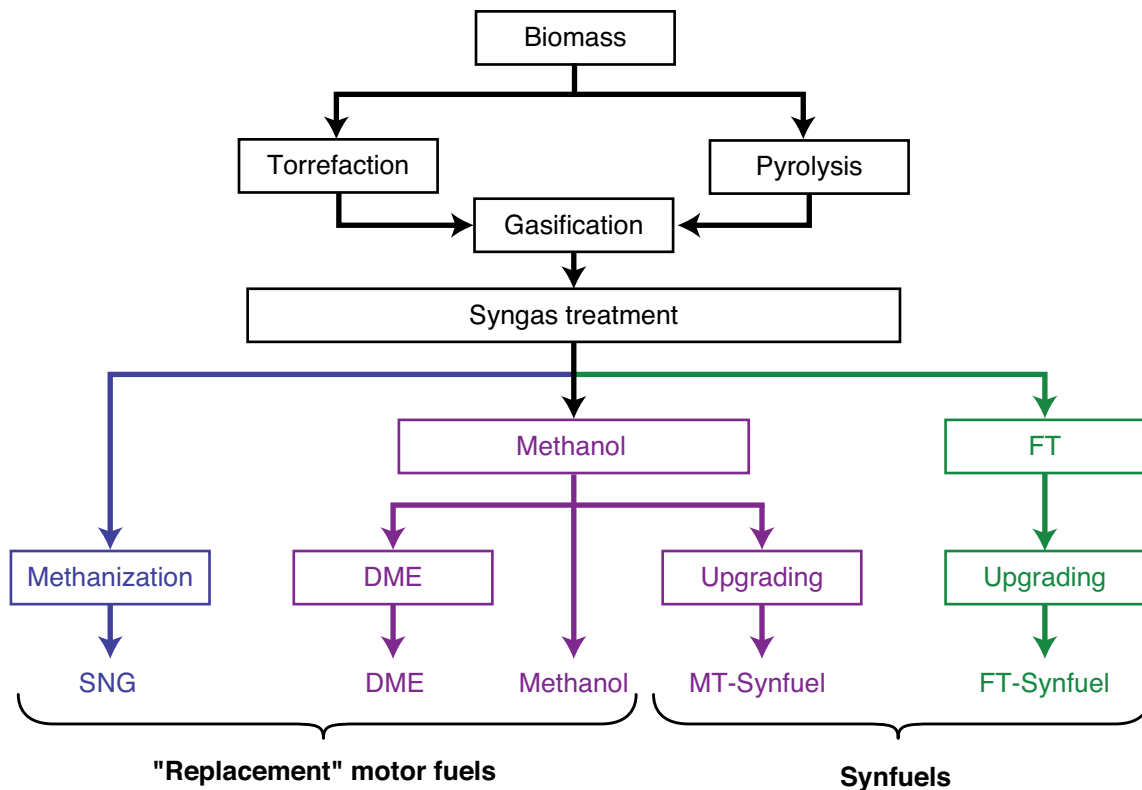 Biomass
Torrefaction
Pyrolysis
Gasification
Syngas treatment
Methanol
FT
Methanization
DME
Upgrading
Upgrading
SNG
DME
Methanol
MT-Synfuel
FT-Synfuel
"Replacement" motor fuels
Synfuels